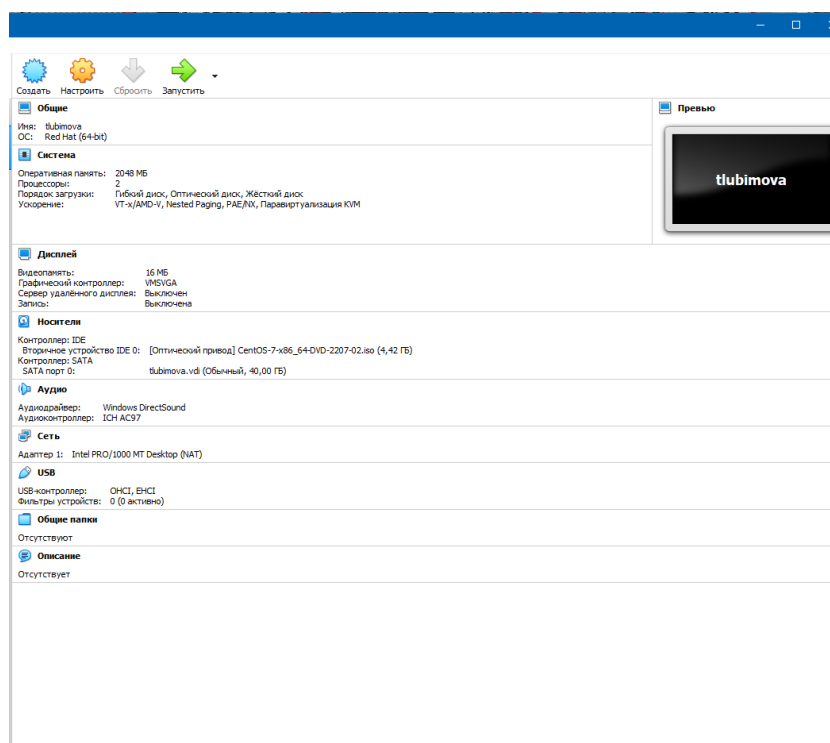 Создать Настроить Сбросить Запустить
Общие
Имя: tlubimova
ОС: Red Hat (64-bit)
Превью
tlubimova
Система
Оперативная память: 2048 МБ
Процессоры: 2
Порядок загрузки: Гибкий диск, Оптический диск, Жёсткий диск
Ускорение: VT-x/AMD-V, Nested Paging, PAE/NX, Паравиртуализация KVM
Дисплей
Видеопамять: 16 МБ
Графический контроллер: VMSVGA
Сервер удалённого дисплея: Выключен
Запись: Выключена
Носители
Контроллер: IDE
Вторичное устройство IDE 0: [Оптический привод] CentOS-7-x86_64-DVD-2207-02.iso (4,42 ГБ)
Контроллер: SATA
SATA порт 0: tlubimova.vdi (Обычный, 40,00 ГБ)
Аудио
Аудиодрайвер: Windows DirectSound
Аудиоконтроллер: ICH AC97
Сеть
Адаптер 1: Intel PRO/1000 MT Desktop (NAT)
USB
USB-контроллер: OHCI, EHCI
Фильтры устройств: 0 (0 активно)
Общие папки
Отсутствуют
Описание
Отсутствует